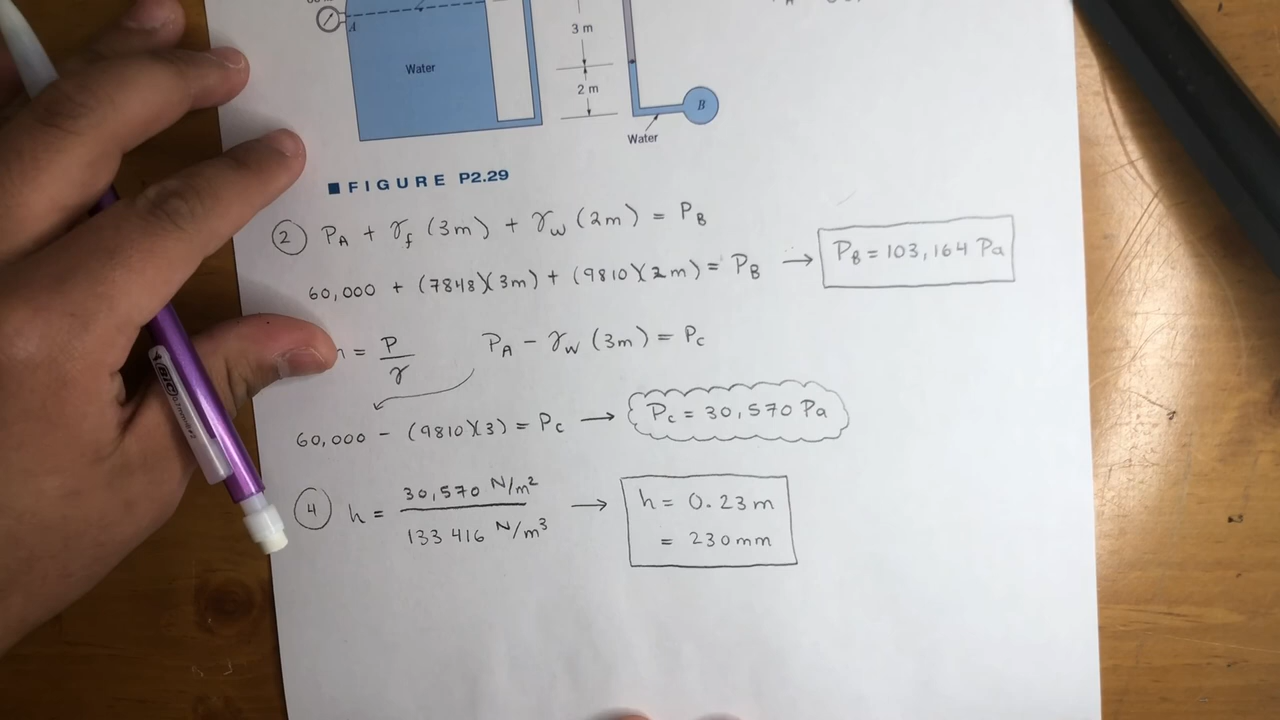 A
3 m
Water
2 m
B
Water
FIGURE P2.29
2 P_A + γ_f (3m) + γ_w (2m) = P_B
60,000 + (7848)(3m) + (9810)(2m) = P_B → P_B = 103,164 Pa
= P/γ P_A - γ_w (3m) = P_C
60,000 - (9810)(3) = P_C → P_C = 30,570 Pa
4 h = 30,570 N/m² / 133 416 N/m³ → h = 0.23 m
= 230mm
BIC